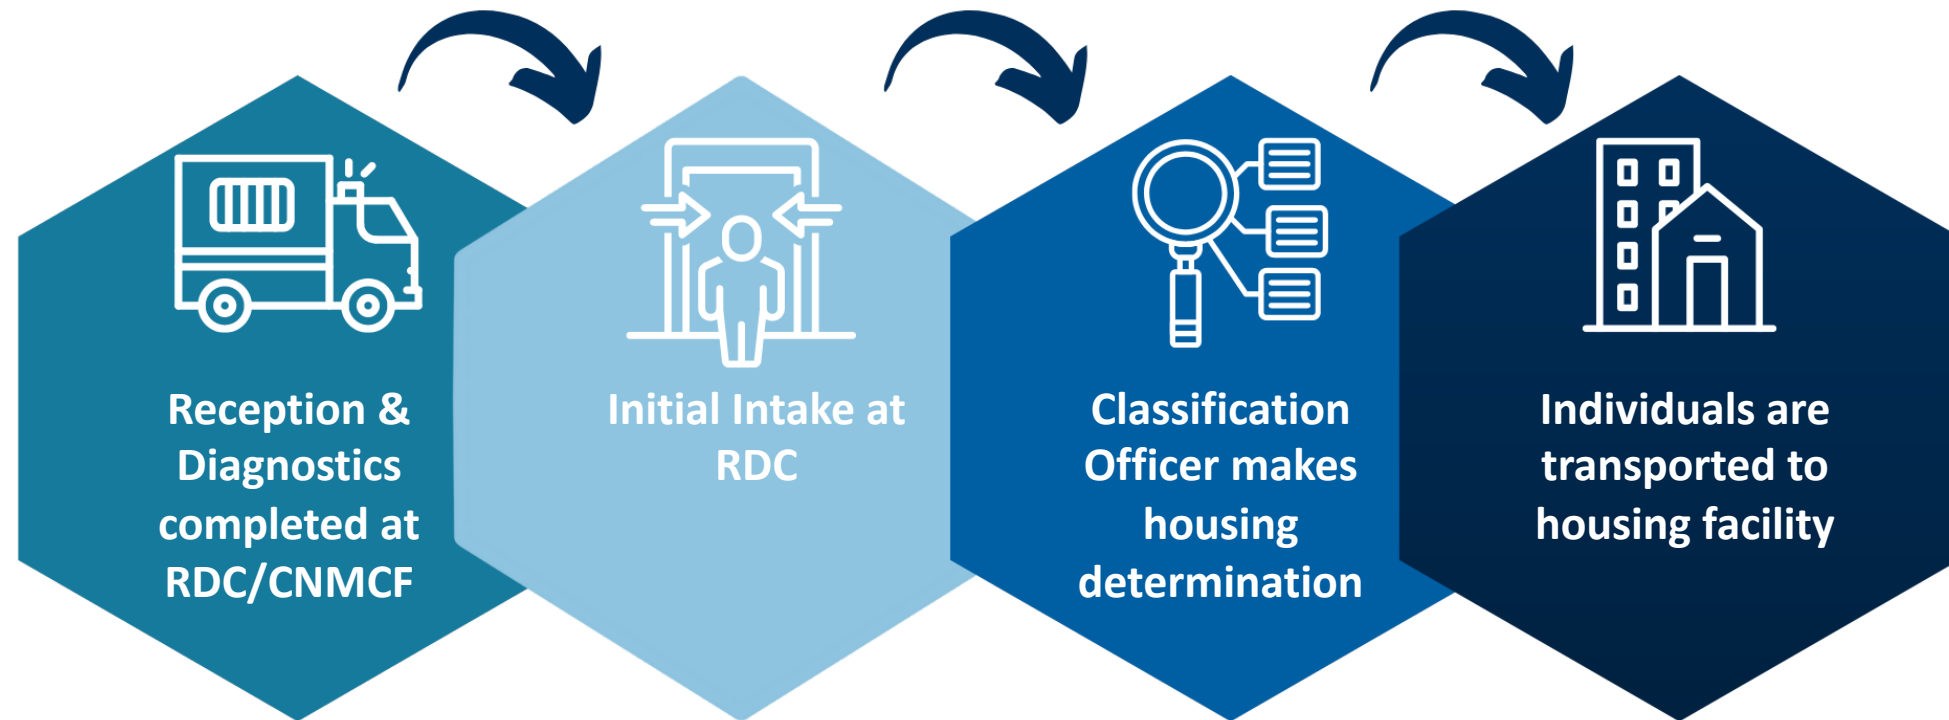 Reception &
Diagnostics
completed at
RDC/CNMCF
Initial Intake at
RDC
Classification
Officer makes
housing
determination
Individuals are
transported to
housing facility